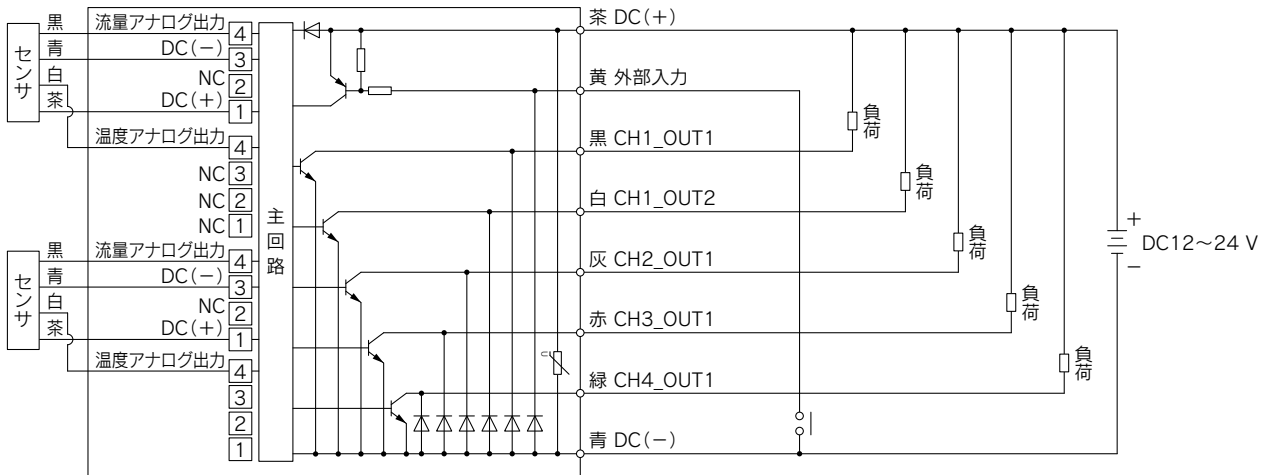 センサ
黒 流量アナログ出力 4
青 DC(−) 3
白 NC 2
茶 DC(+) 1
温度アナログ出力 4
NC 3
NC 2
NC 1
センサ
黒 流量アナログ出力 4
青 DC(−) 3
白 NC 2
茶 DC(+) 1
温度アナログ出力 4
3
2
1
主回路
茶 DC(+)
黄 外部入力
黒 CH1_OUT1
白 CH1_OUT2
灰 CH2_OUT1
赤 CH3_OUT1
緑 CH4_OUT1
青 DC(−)
負荷
負荷
負荷
負荷
負荷
+
DC12~24 V
−